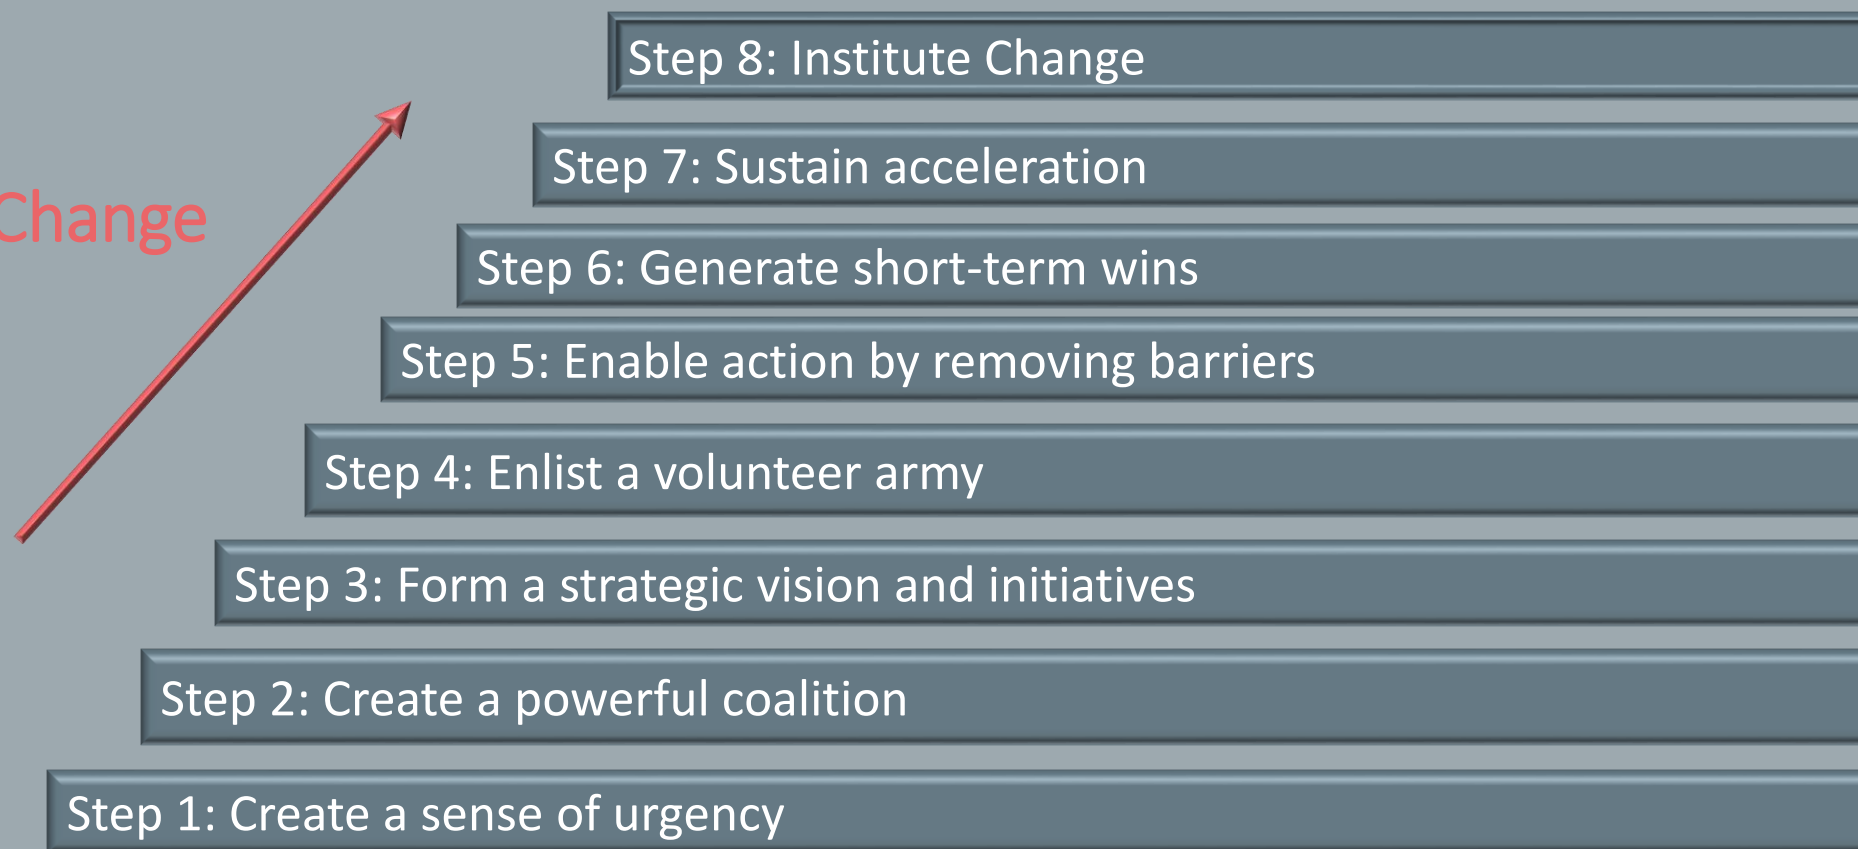 Step 8: Institute Change
Step 7: Sustain acceleration
Change
Step 6: Generate short-term wins
Step 5: Enable action by removing barriers
Step 4: Enlist a volunteer army
Step 3: Form a strategic vision and initiatives
Step 2: Create a powerful coalition
Step 1: Create a sense of urgency